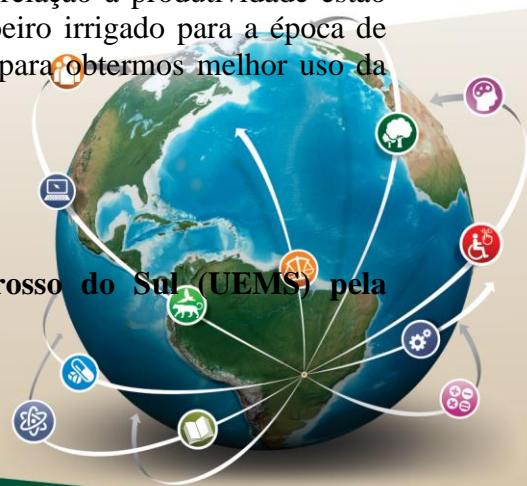 relação à produtividade estão
beiro irrigado para a época de
para obtermos melhor uso da
rosso do Sul (UEMS) pela